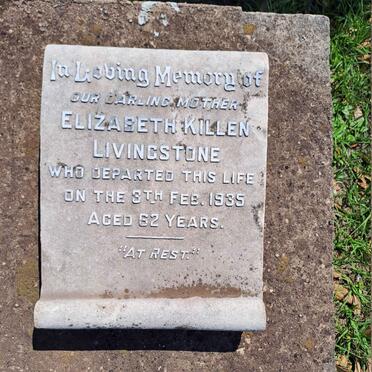 In Loving Memory of
OUR DARLING MOTHER
ELIZABETH KILLEN
LIVINGSTONE
WHO DEPARTED THIS LIFE
ON THE 8TH FEB. 1935
AGED 62 YEARS.
"AT REST."